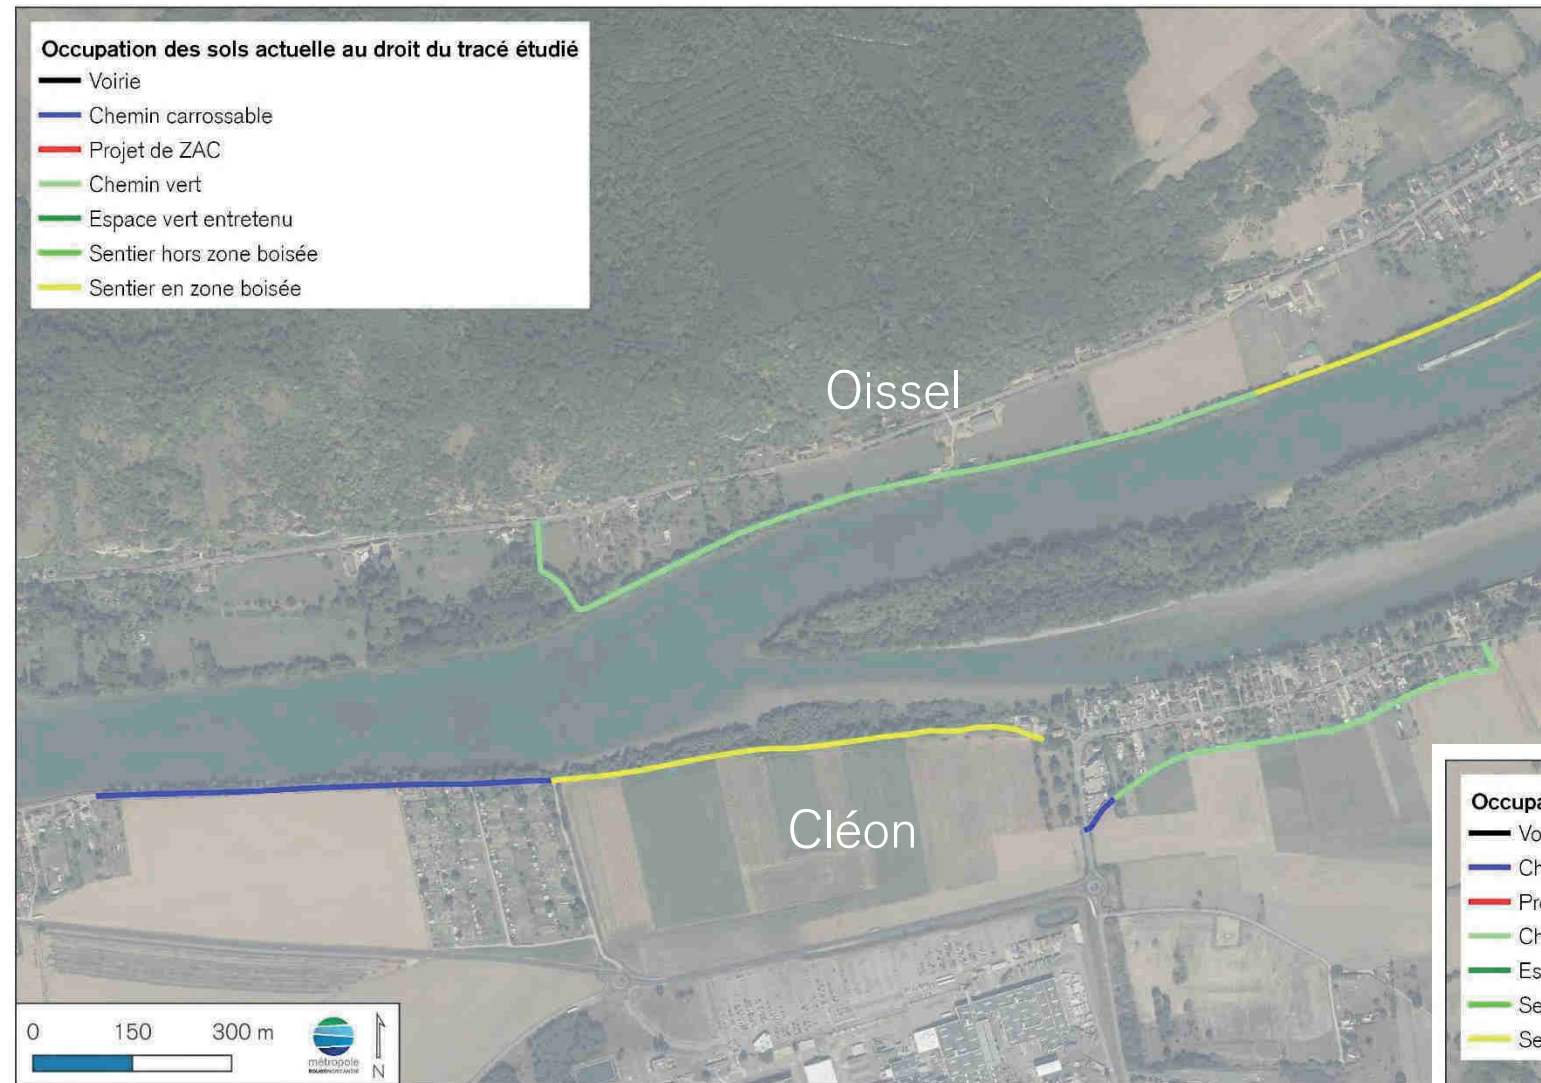 Occupation des sols actuelle au droit du tracé étudié
Voirie
Chemin carrossable
Projet de ZAC
Chemin vert
Espace vert entretenu
Sentier hors zone boisée
Sentier en zone boisée
Oissel
Cléon
0 150 300 m
métropole
ROUENNORMANDIE
N
Occupa
Vo
Ch
Pro
Ch
Es
Se
Se